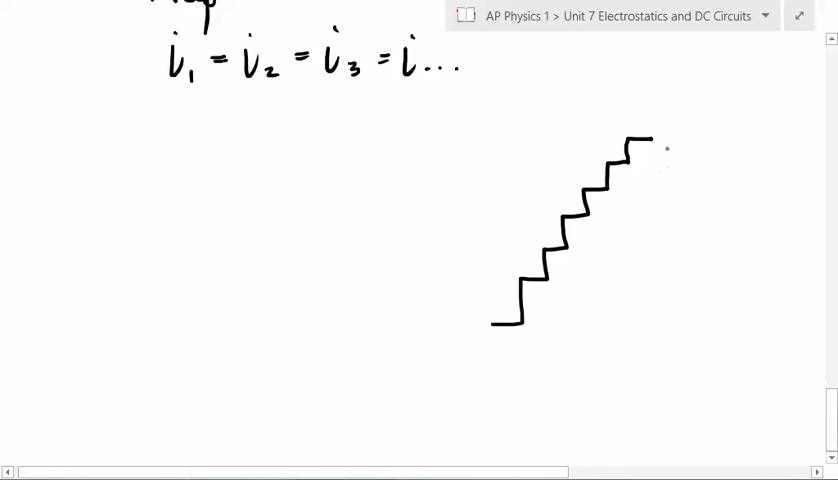 AP Physics 1 > Unit 7 Electrostatics and DC Circuits
i₁ = i₂ = i₃ = i...